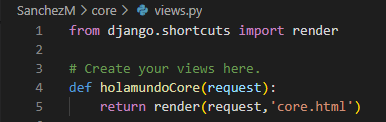 SanchezM > core > views.py
1 from django.shortcuts import render
2
3 # Create your views here.
4 def holamundoCore(request):
5 return render(request,'core.html')